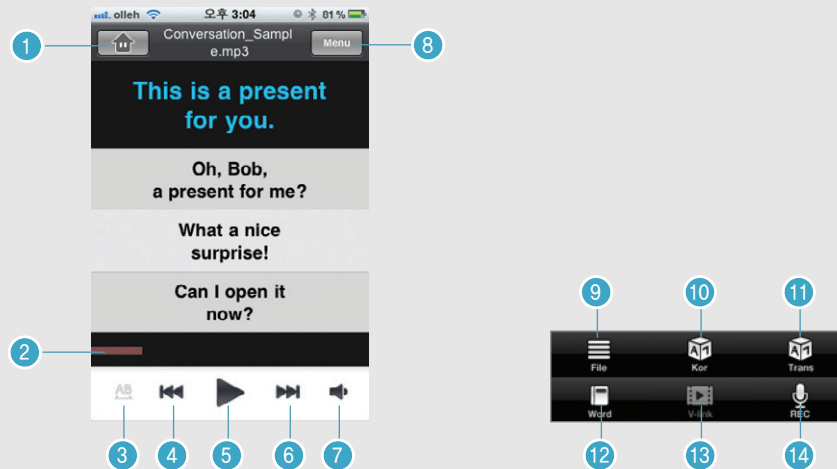 olleh 오후 3:04 81%
Conversation_Sampl
e.mp3
Menu
1
8
This is a present
for you.
Oh, Bob,
a present for me?
What a nice
surprise!
Can I open it
now?
2
AB
3 4 5 6 7
9 10 11
File Kor Trans
Word V-link REC
12 13 14